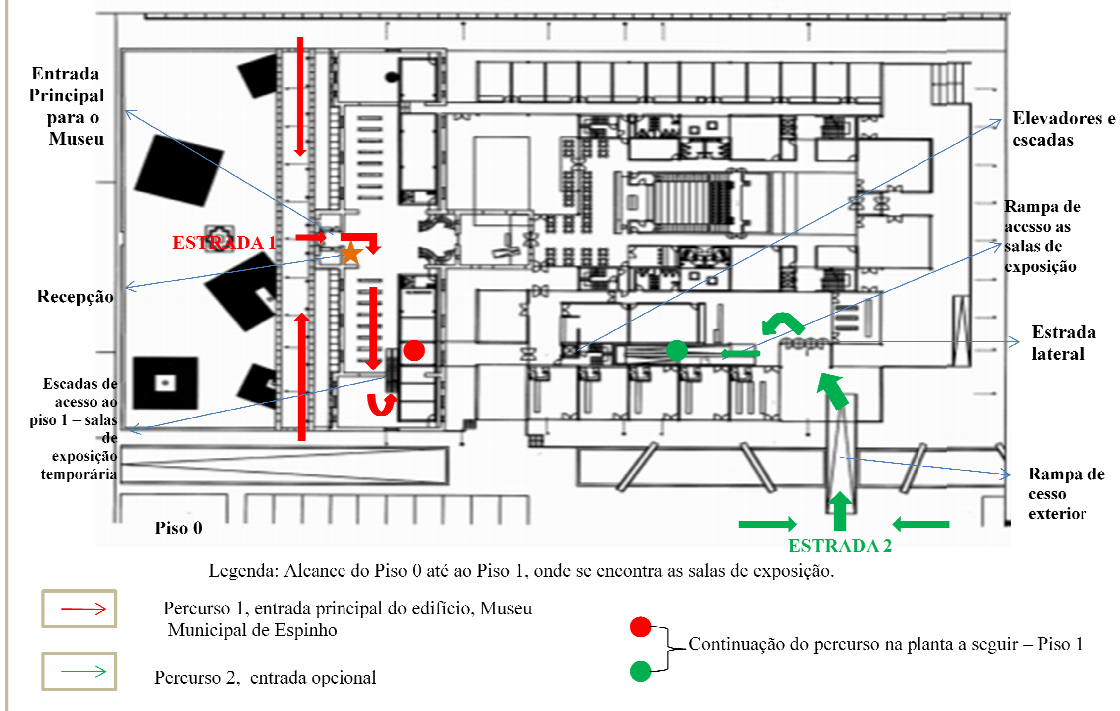 Entrada
Principal
para o
Museu
ESTRADA 1
Recepção
Escadas de
acesso ao
piso 1 – salas
de
exposição
temporária
Elevadores e
escadas
Rampa de
acesso as
salas de
exposição
Estrada
lateral
Rampa de
cesso
exterior
ESTRADA 2
Piso 0
Legenda: Alcance do Piso 0 até ao Piso 1, onde se encontra as salas de exposição.
Percurso 1, entrada principal do edifício, Museu
Municipal de Espinho
Percurso 2, entrada opcional
Continuação do percurso na planta a seguir – Piso 1